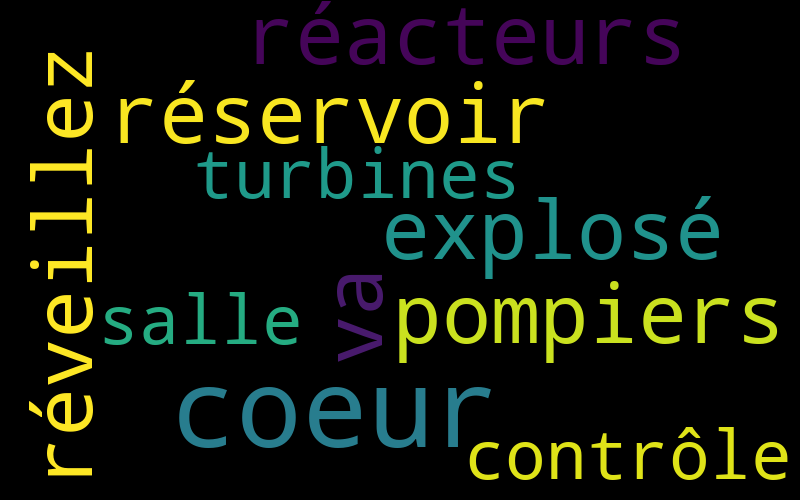 réacteurs
réservoir
turbines
explosé
réveillez
salle
va
pompiers
coeur
contrôle